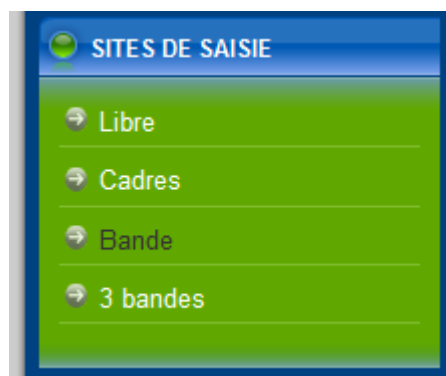 SITES DE SAISIE
Libre
Cadres
Bande
3 bandes